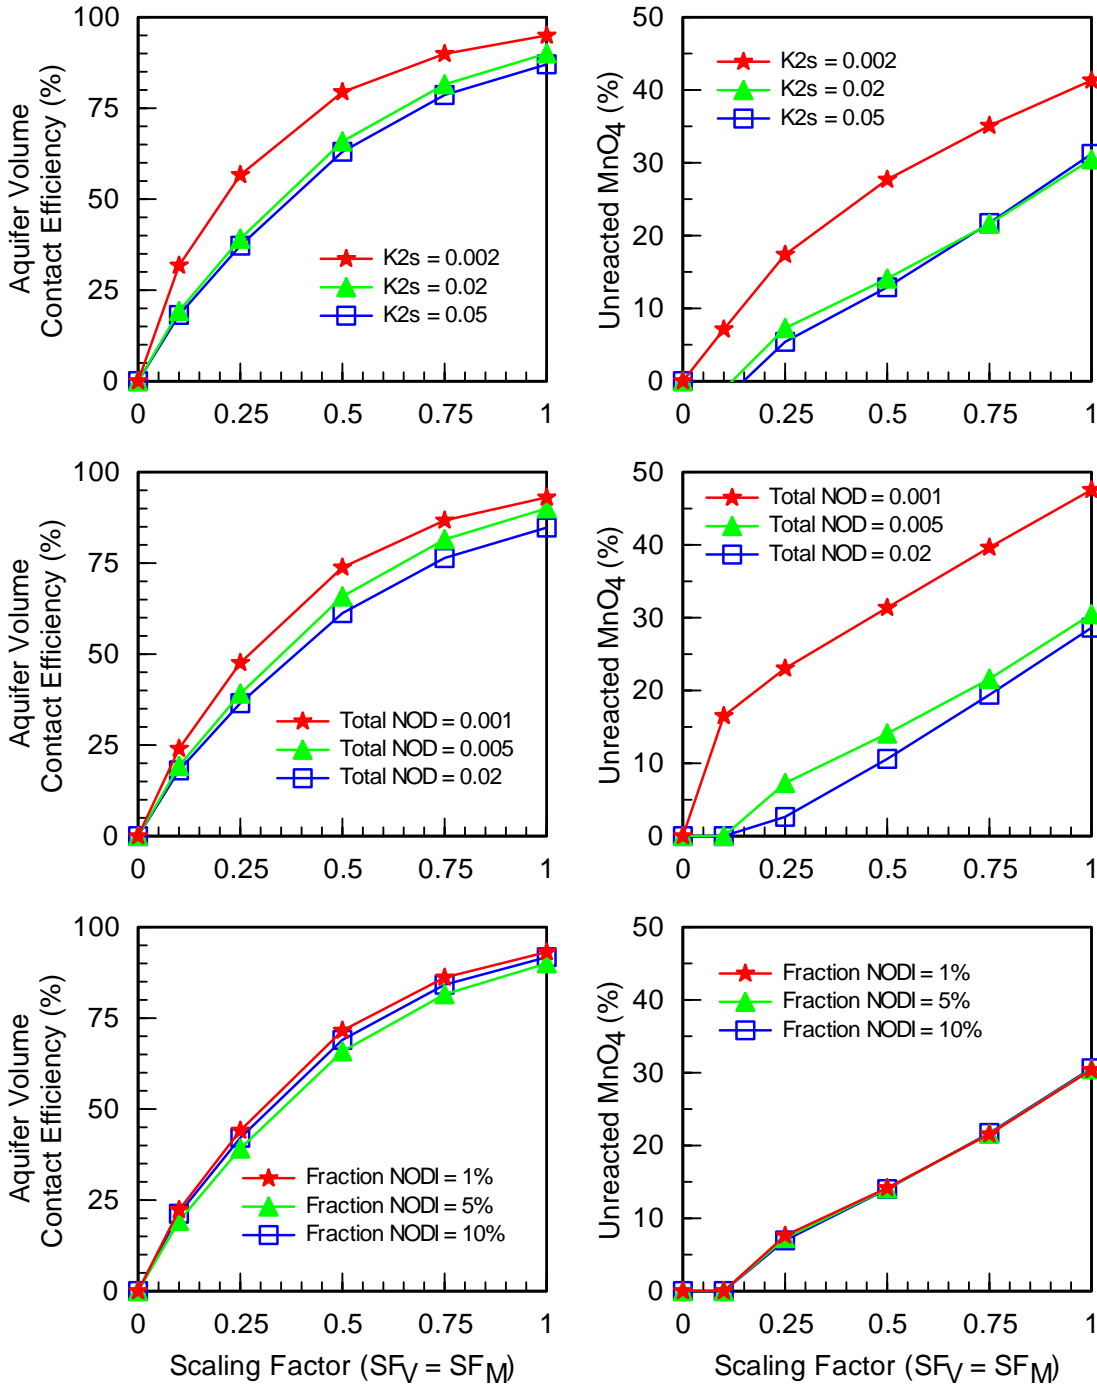 100
75
50
25
0
Aquifer Volume
Contact Efficiency (%)
K2s = 0.002
K2s = 0.02
K2s = 0.05
0 0.25 0.5 0.75 1
50
40
30
20
10
0
Unreacted MnO4 (%)
K2s = 0.002
K2s = 0.02
K2s = 0.05
0 0.25 0.5 0.75 1
100
75
50
25
0
Aquifer Volume
Contact Efficiency (%)
Total NOD = 0.001
Total NOD = 0.005
Total NOD = 0.02
0 0.25 0.5 0.75 1
50
40
30
20
10
0
Unreacted MnO4 (%)
Total NOD = 0.001
Total NOD = 0.005
Total NOD = 0.02
0 0.25 0.5 0.75 1
100
75
50
25
0
Aquifer Volume
Contact Efficiency (%)
Fraction NODI = 1%
Fraction NODI = 5%
Fraction NODI = 10%
0 0.25 0.5 0.75 1
Scaling Factor (SFV = SFM)
50
40
30
20
10
0
Unreacted MnO4 (%)
Fraction NODI = 1%
Fraction NODI = 5%
Fraction NODI = 10%
0 0.25 0.5 0.75 1
Scaling Factor (SFV = SFM)